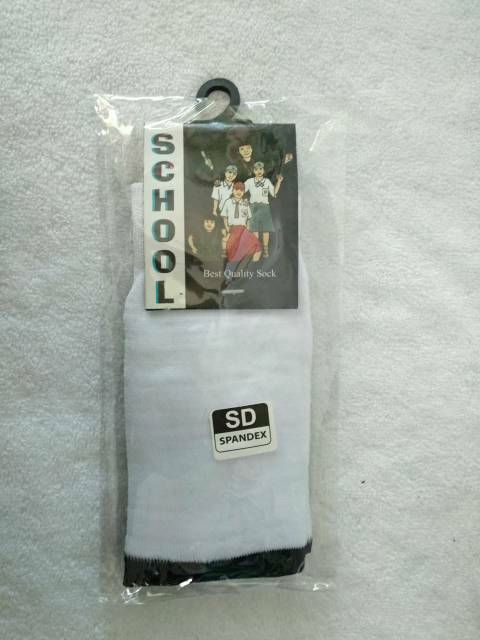 SCHOOL
Best Quality Sock
SD
SPANDEX